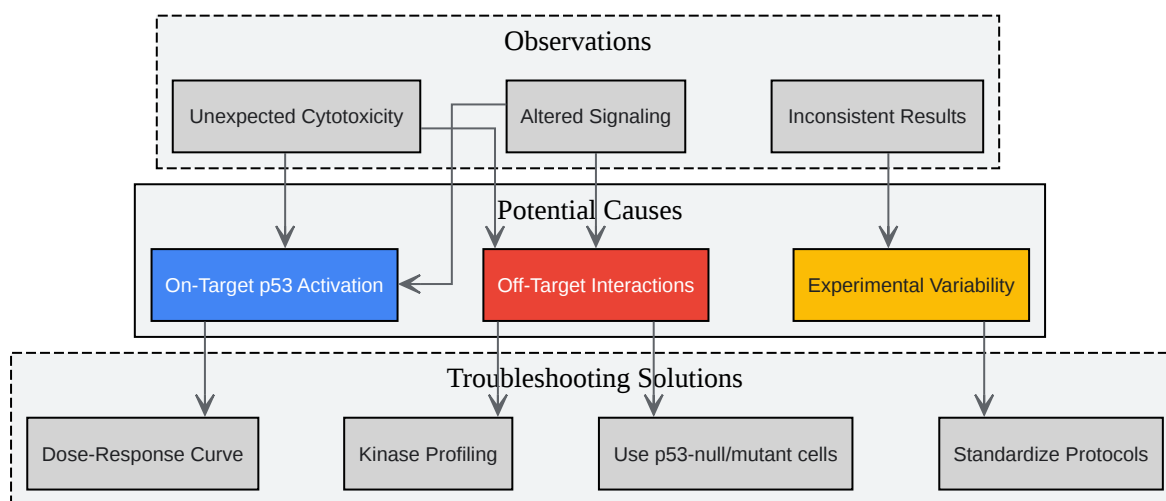 Observations
Unexpected Cytotoxicity
Altered Signaling
Inconsistent Results
Potential Causes
On-Target p53 Activation
Off-Target Interactions
Experimental Variability
Troubleshooting Solutions
Dose-Response Curve
Kinase Profiling
Use p53-null/mutant cells
Standardize Protocols